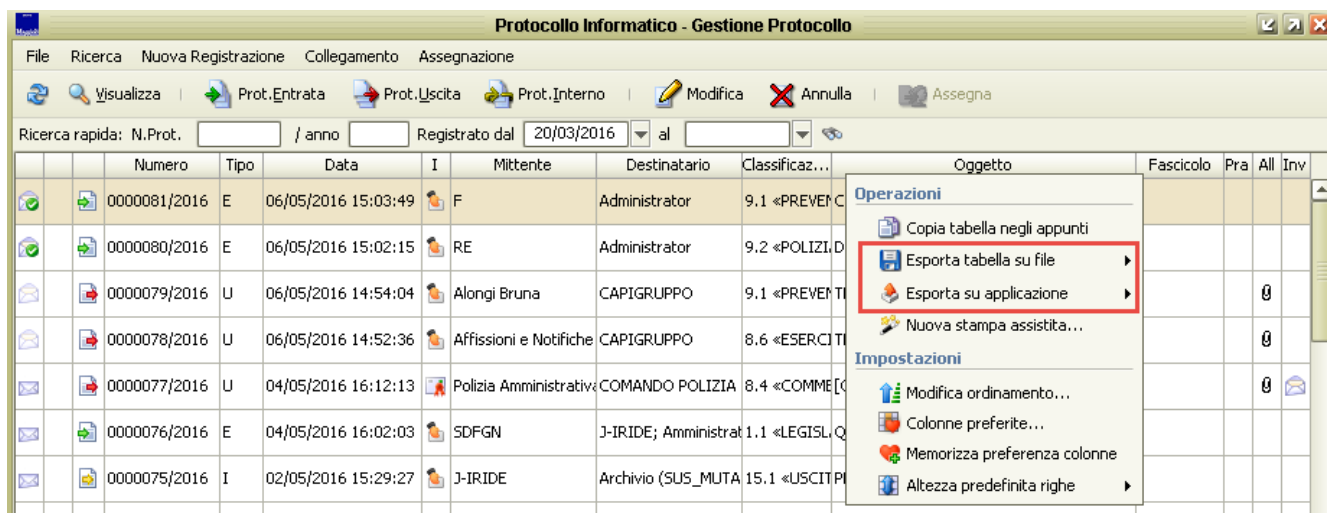 Maggioli
Protocollo Informatico - Gestione Protocollo
File Ricerca Nuova Registrazione Collegamento Assegnazione
Visualizza Prot.Entrata Prot.Uscita Prot.Interno Modifica Annulla Assegna
Ricerca rapida: N.Prot. / anno Registrato dal 20/03/2016 al
Numero Tipo Data I Mittente Destinatario Classificaz... Oggetto Fascicolo Pra All Inv
0000081/2016 E 06/05/2016 15:03:49 F Administrator 9.1 «PREVEN C
0000080/2016 E 06/05/2016 15:02:15 RE Administrator 9.2 «POLIZI D
0000079/2016 U 06/05/2016 14:54:04 Alongi Bruna CAPIGRUPPO 9.1 «PREVEN TI
0000078/2016 U 06/05/2016 14:52:36 Affissioni e Notifiche CAPIGRUPPO 8.6 «ESERCI TI
0000077/2016 U 04/05/2016 16:12:13 Polizia Amministrativa COMANDO POLIZIA 8.4 «COMME [C
0000076/2016 E 04/05/2016 16:02:03 SDFGN J-IRIDE; Amministrat 1.1 «LEGISL Q
0000075/2016 I 02/05/2016 15:29:27 J-IRIDE Archivio (SUS_MUTA 15.1 «USCIT PI
Operazioni
Copia tabella negli appunti
Esporta tabella su file
Esporta su applicazione
Nuova stampa assistita...
Impostazioni
Modifica ordinamento...
Colonne preferite...
Memorizza preferenza colonne
Altezza predefinita righe